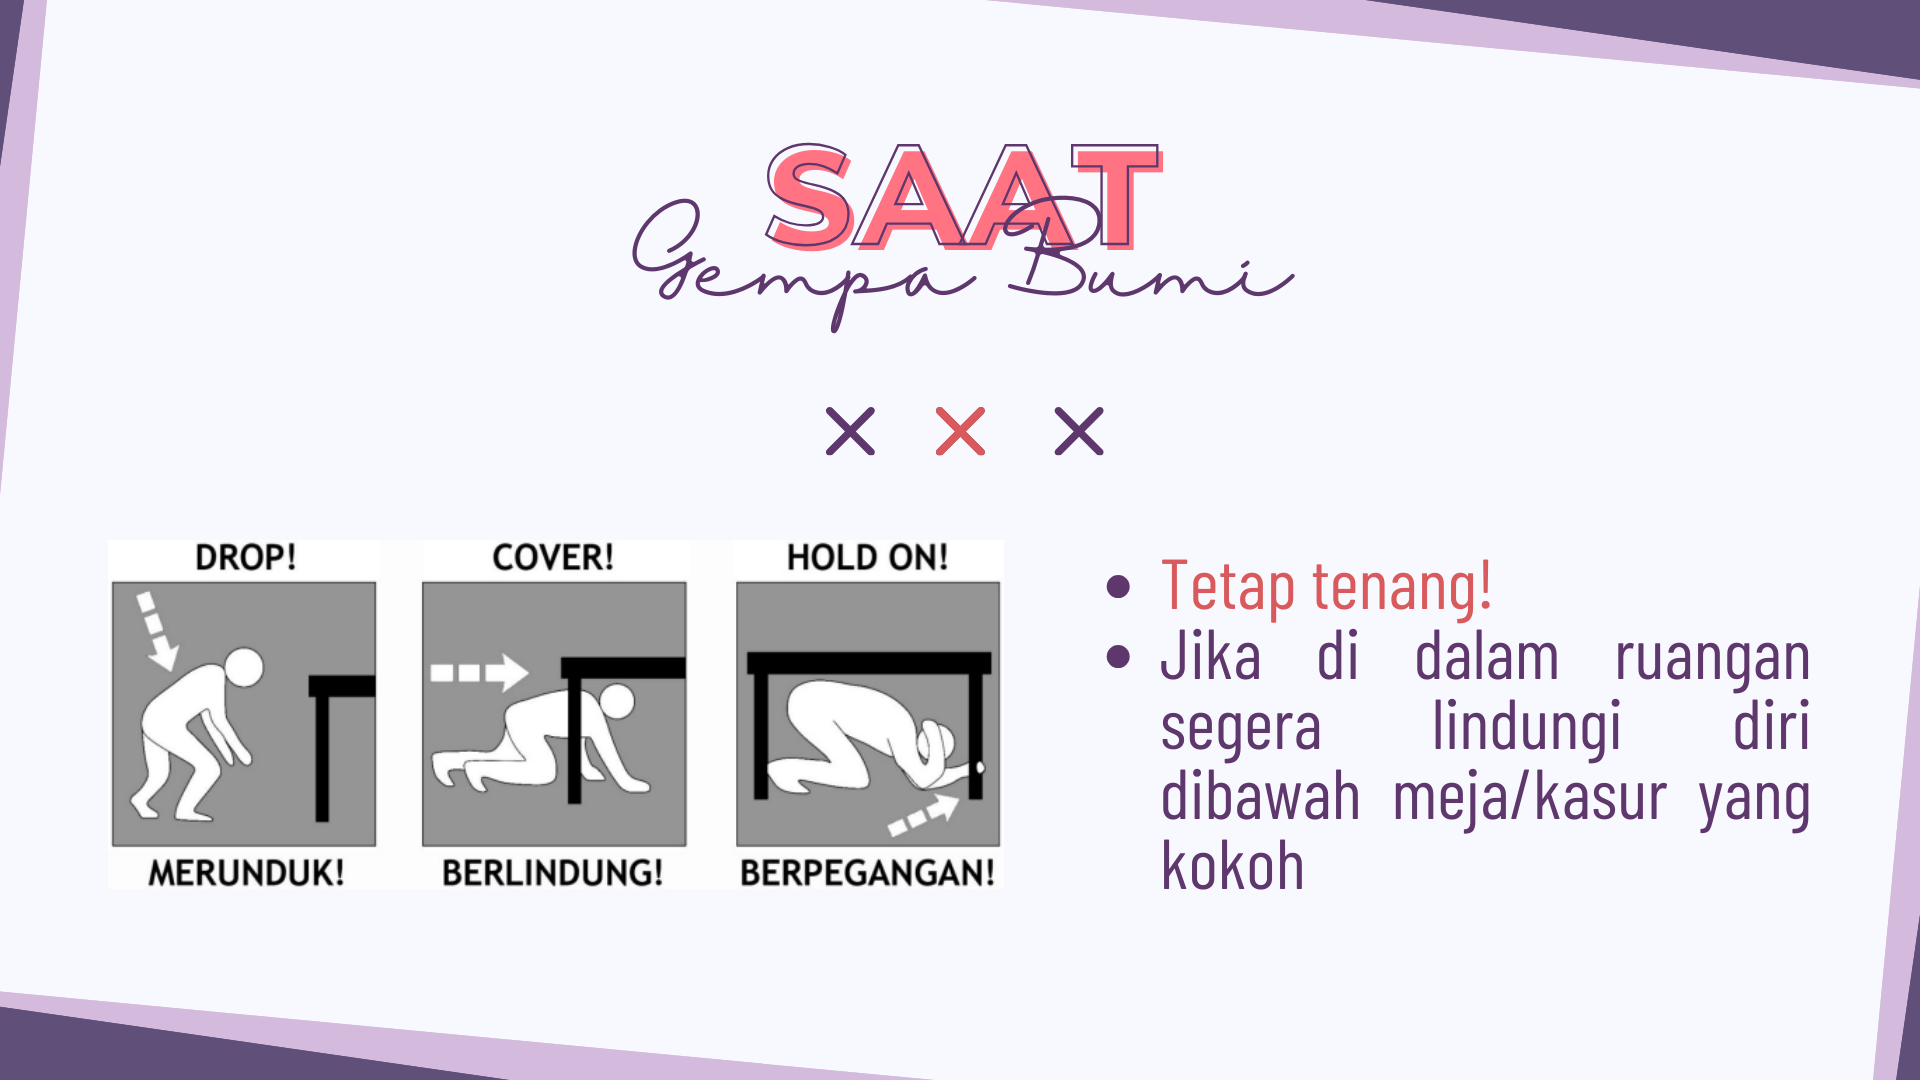 SAAT
Gempa Bumi
DROP!
COVER!
HOLD ON!
MERUNDUK!
BERLINDUNG!
BERPEGANGAN!
Tetap tenang!
Jika di dalam ruangan
segera lindungi diri
dibawah meja/kasur yang
kokoh